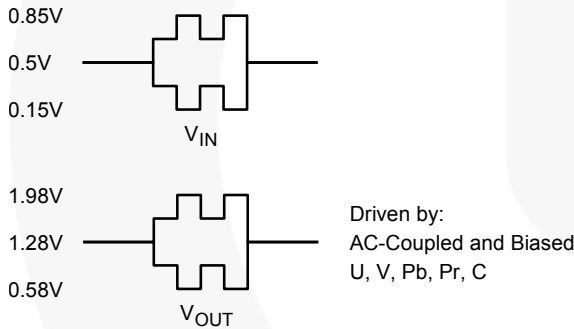 0.85V
0.5V
0.15V
VIN
1.98V
1.28V
0.58V
VOUT
Driven by:
AC-Coupled and Biased
U, V, Pb, Pr, C